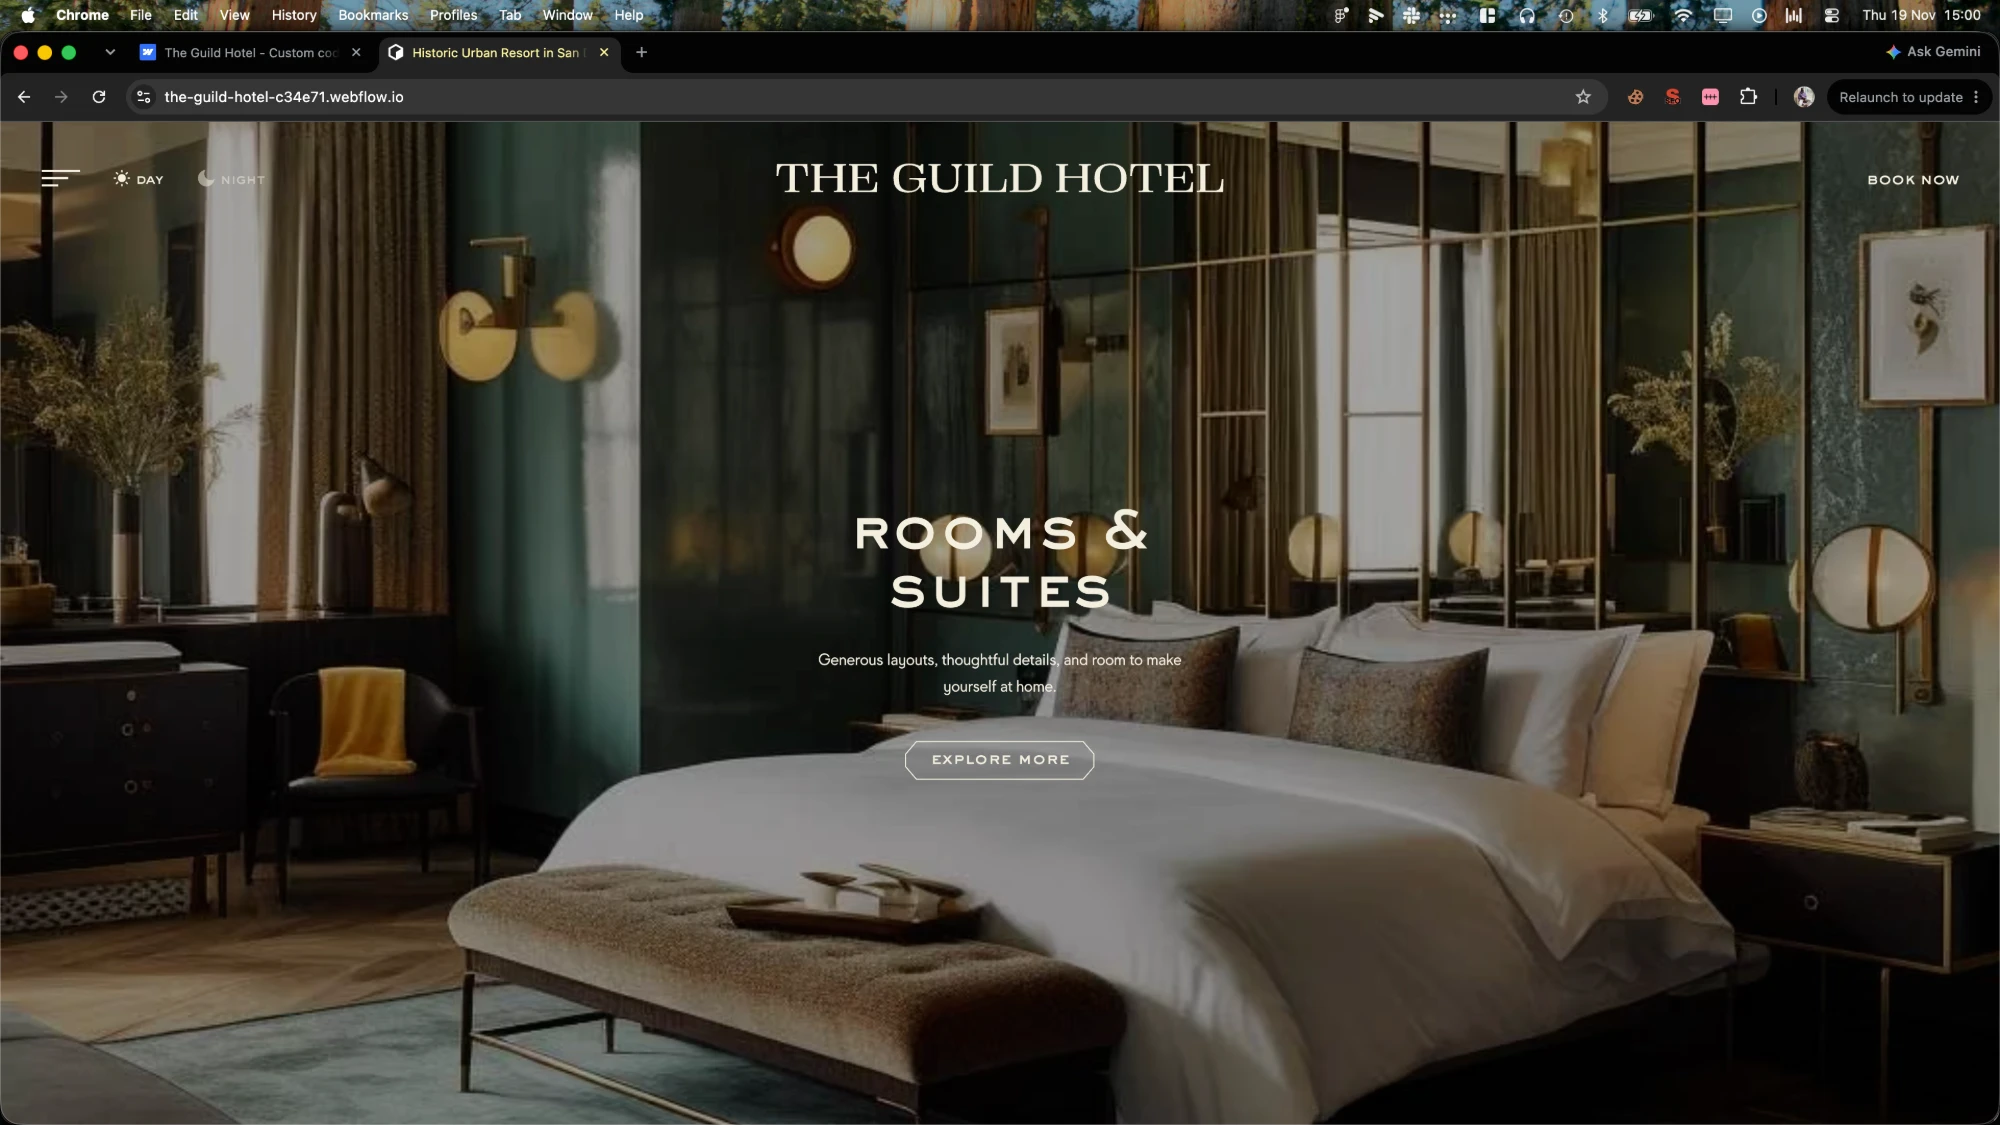 Chrome File Edit View History Bookmarks Profiles Tab Window Help Thu 19 Nov 15:00
The Guild Hotel - Custom cod Historic Urban Resort in San Ask Gemini
the-guild-hotel-c34e71.webflow.io Relaunch to update
DAY NIGHT THE GUILD HOTEL BOOK NOW
ROOMS &
SUITES
Generous layouts, thoughtful details, and room to make
yourself at home.
EXPLORE MORE